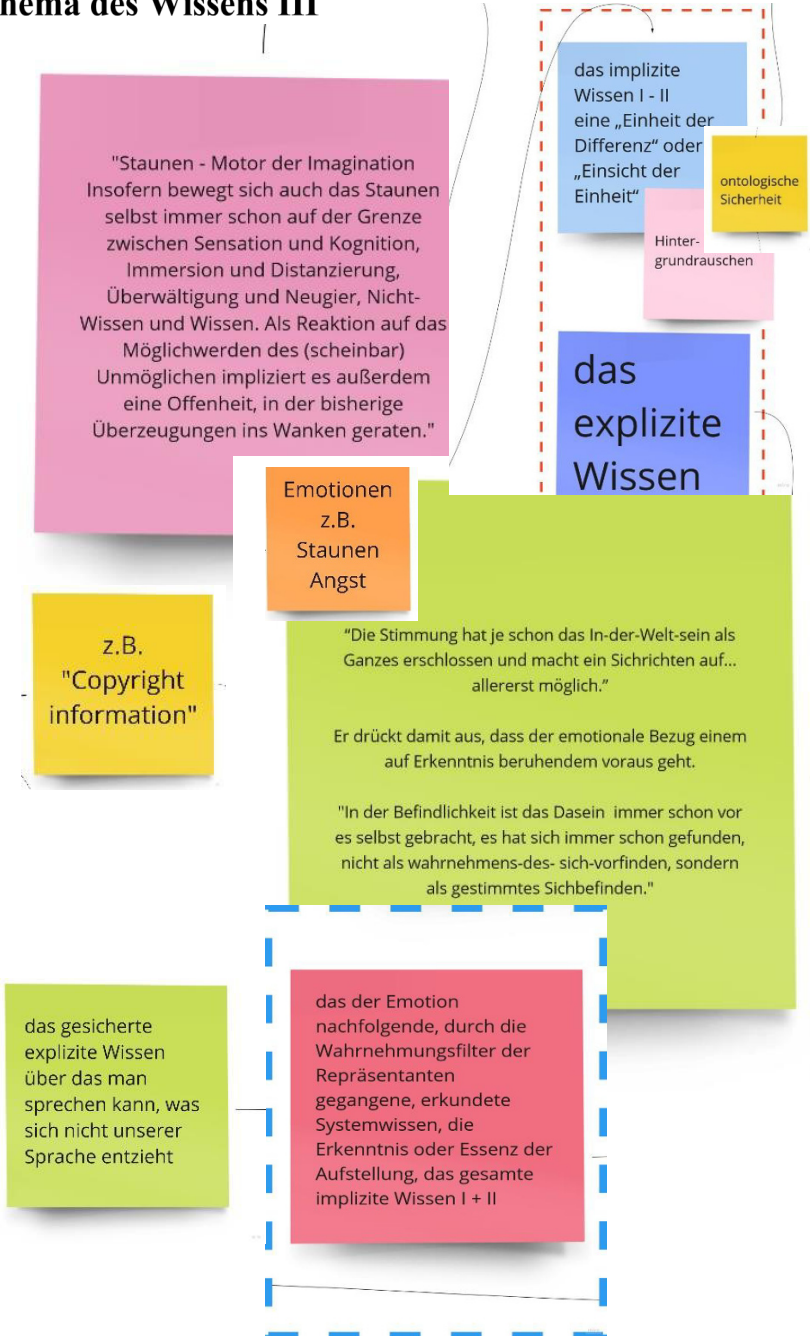 hema des Wissens III
"Staunen - Motor der Imagination
Insofern bewegt sich auch das Staunen
selbst immer schon auf der Grenze
zwischen Sensation und Kognition,
Immersion und Distanzierung,
Überwältigung und Neugier, Nicht-
Wissen und Wissen. Als Reaktion auf das
Möglichwerden des (scheinbar)
Unmöglichen impliziert es außerdem
eine Offenheit, in der bisherige
Überzeugungen ins Wanken geraten."
das implizite
Wissen I - II
eine „Einheit der
Differenz“ oder
„Einsicht der
Einheit“
ontologische
Sicherheit
Hinter-
grundrauschen
das
explizite
Wissen
Emotionen
z.B.
Staunen
Angst
z.B.
"Copyright
information"
“Die Stimmung hat je schon das In-der-Welt-sein als
Ganzes erschlossen und macht ein Sichrichten auf...
allererst möglich.”
Er drückt damit aus, dass der emotionale Bezug einem
auf Erkenntnis beruhendem voraus geht.
"In der Befindlichkeit ist das Dasein immer schon vor
es selbst gebracht, es hat sich immer schon gefunden,
nicht als wahrnehmens-des- sich-vorfinden, sondern
als gestimmtes Sichbefinden."
das gesicherte
explizite Wissen
über das man
sprechen kann, was
sich nicht unserer
Sprache entzieht
das der Emotion
nachfolgende, durch die
Wahrnehmungsfilter der
Repräsentanten
gegangene, erkundete
Systemwissen, die
Erkenntnis oder Essenz der
Aufstellung, das gesamte
implizite Wissen I + II